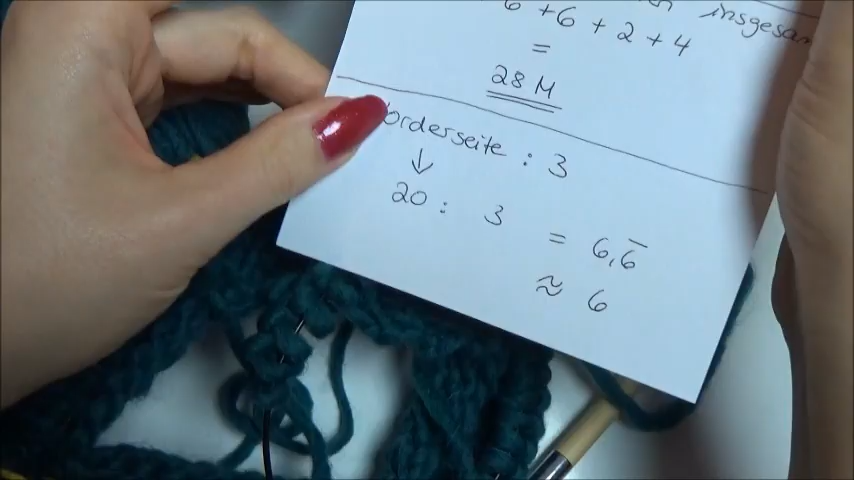 insgesam
6 + 6 + 2 + 4
=
28 M
orderseite : 3
↓
20 : 3 = 6,6̅
≈ 6